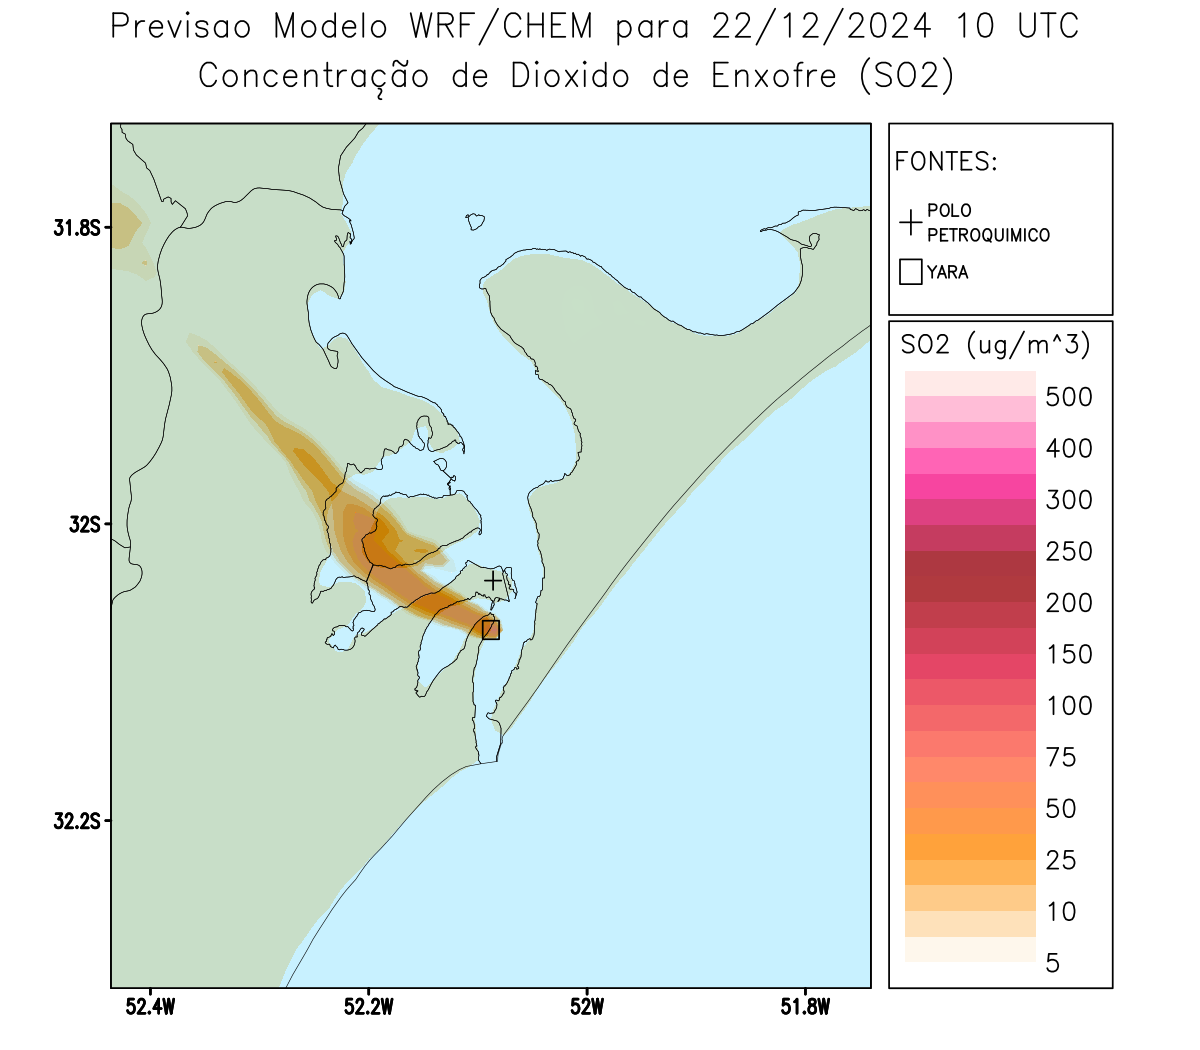 Previsao Modelo WRF/CHEM para 22/12/2024 10 UTC
Concentração de Dioxido de Enxofre (SO2)
FONTES:
POLO
PETROQUIMICO
YARA
SO2 (ug/m^3)
500
400
300
250
200
150
100
75
50
25
10
5
31.8S
32S
32.2S
52.4W
52.2W
52W
51.8W